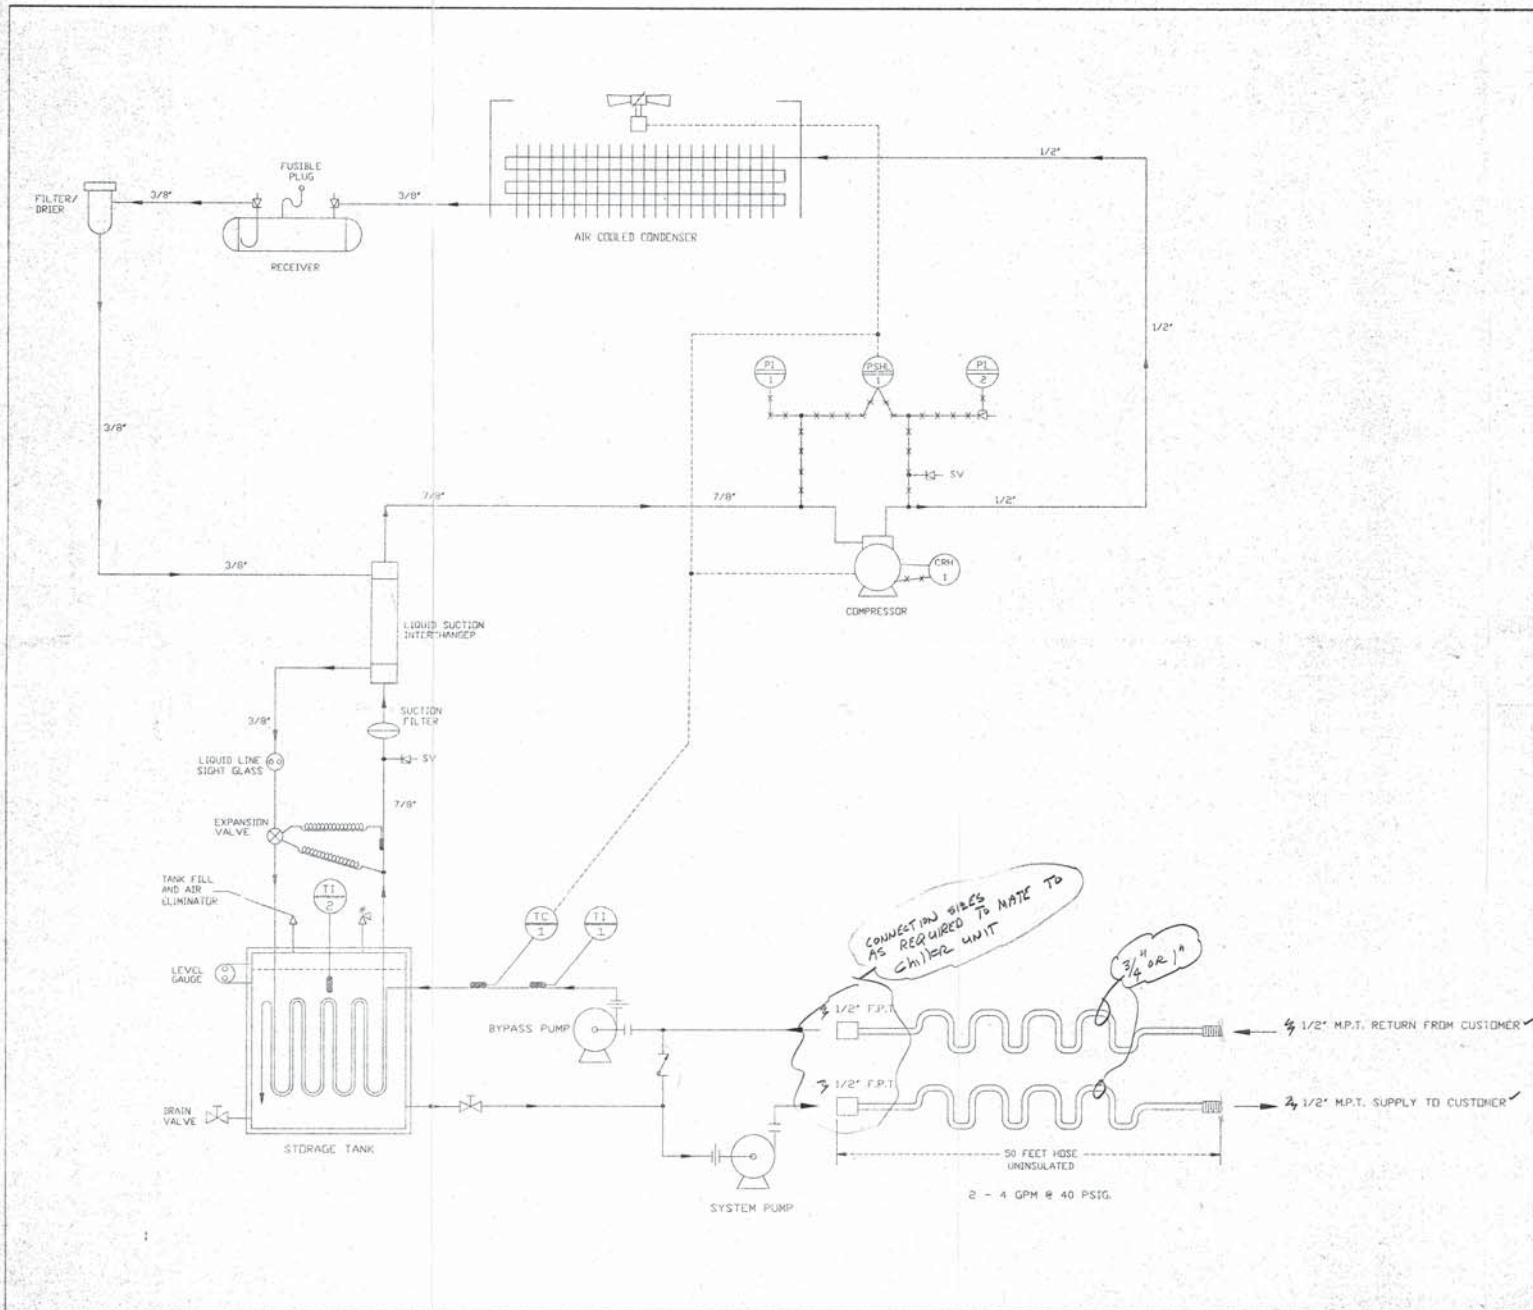 1/2"
FUSIBLE
PLUG
3/8"
3/8"
FILTER/
DRIER
AIR COOLED CONDENSER
RECEIVER
1/2"
PI
1
PSHL
1
PI
2
3/8"
SV
7/8"
7/8"
1/2"
3/8"
CRH
1
COMPRESSOR
LIQUID SUCTION
INTERCHANGER
SUCTION
FILTER
3/8"
LIQUID LINE
SIGHT GLASS
SV
7/8"
EXPANSION
VALVE
TANK FILL
AND AIR
ELIMINATOR
TI
2
TC
1
TI
1
CONNECTION SIZES
AS REQUIRED TO MATE TO
CHILLER UNIT
3/4" OR 1"
LEVEL
GAUGE
BYPASS PUMP
1/2" F.P.T.
1/2" M.P.T. RETURN FROM CUSTOMER
1/2" F.P.T.
1/2" M.P.T. SUPPLY TO CUSTOMER
DRAIN
VALVE
STORAGE TANK
50 FEET HOSE
UNINSULATED
SYSTEM PUMP
2 - 4 GPM @ 40 PSIG.